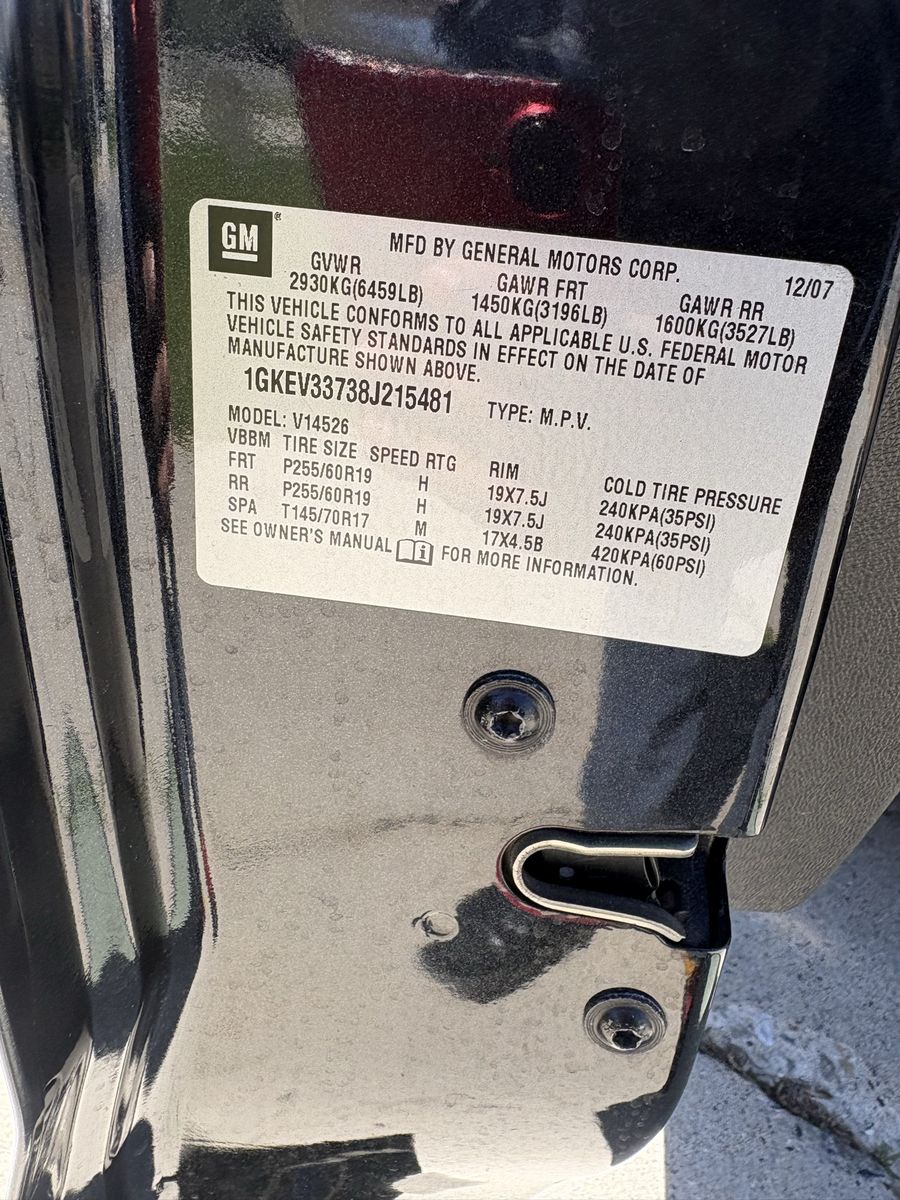 GM ®
MFD BY GENERAL MOTORS CORP. 12/07
GVWR GAWR FRT GAWR RR
2930KG(6459LB) 1450KG(3196LB) 1600KG(3527LB)
THIS VEHICLE CONFORMS TO ALL APPLICABLE U.S. FEDERAL MOTOR
VEHICLE SAFETY STANDARDS IN EFFECT ON THE DATE OF
MANUFACTURE SHOWN ABOVE.
1GKEV33738J215481 TYPE: M.P.V.
MODEL: V14526
VBBM TIRE SIZE SPEED RTG RIM COLD TIRE PRESSURE
FRT P255/60R19 H 19X7.5J 240KPA(35PSI)
RR P255/60R19 H 19X7.5J 240KPA(35PSI)
SPA T145/70R17 M 17X4.5B 420KPA(60PSI)
SEE OWNER'S MANUAL i FOR MORE INFORMATION.